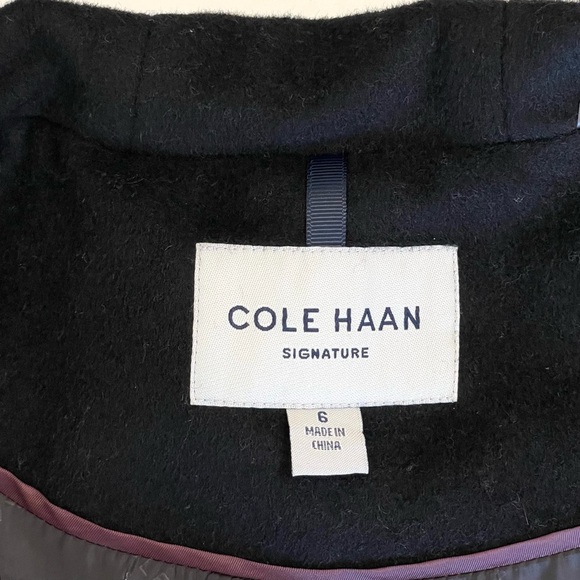 COLE HAAN
SIGNATURE
6
MADE IN
CHINA